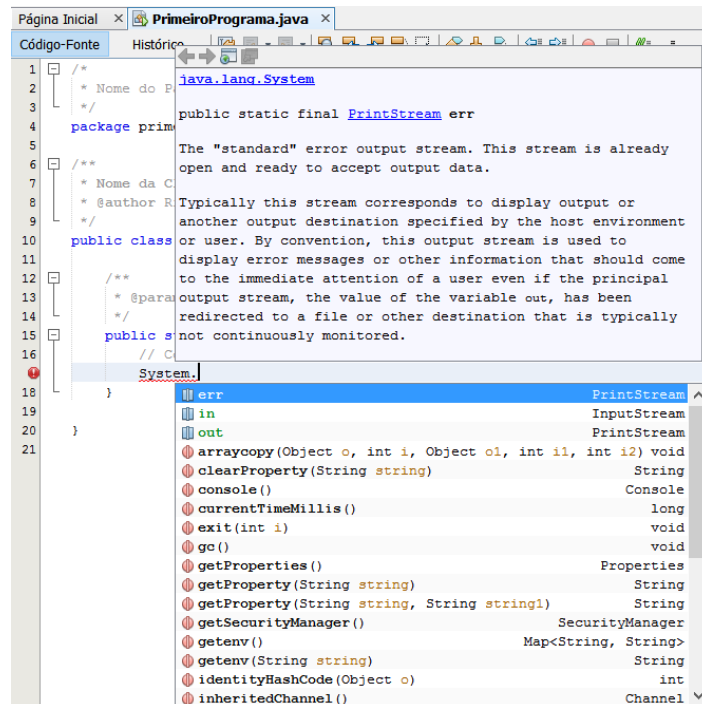 Página Inicial × PrimeiroPrograma.java ×
Código-Fonte Histórico
java.lang.System
public static final PrintStream err
The "standard" error output stream. This stream is already
open and ready to accept output data.
Typically this stream corresponds to display output or
another output destination specified by the host environment
or user. By convention, this output stream is used to
display error messages or other information that should come
to the immediate attention of a user even if the principal
output stream, the value of the variable out, has been
redirected to a file or other destination that is typically
not continuously monitored.
1 /*
2 * Nome do
3 */
4 package
5
6 /**
7 * Nome da
8 * @author
9 */
10 public class
11
12 /**
13 *
14 */
15 public
16 //
System.
18 }
19
20 }
21
err PrintStream
in InputStream
out PrintStream
arraycopy(Object o, int i, Object o1, int i1, int i2) void
clearProperty(String string) String
console() Console
currentTimeMillis() long
exit(int i) void
gc() void
getProperties() Properties
getProperty(String string) String
getProperty(String string, String string1) String
getSecurityManager() SecurityManager
getenv() Map<String, String>
getenv(String string) String
identityHashCode(Object o) int
inheritedChannel() Channel